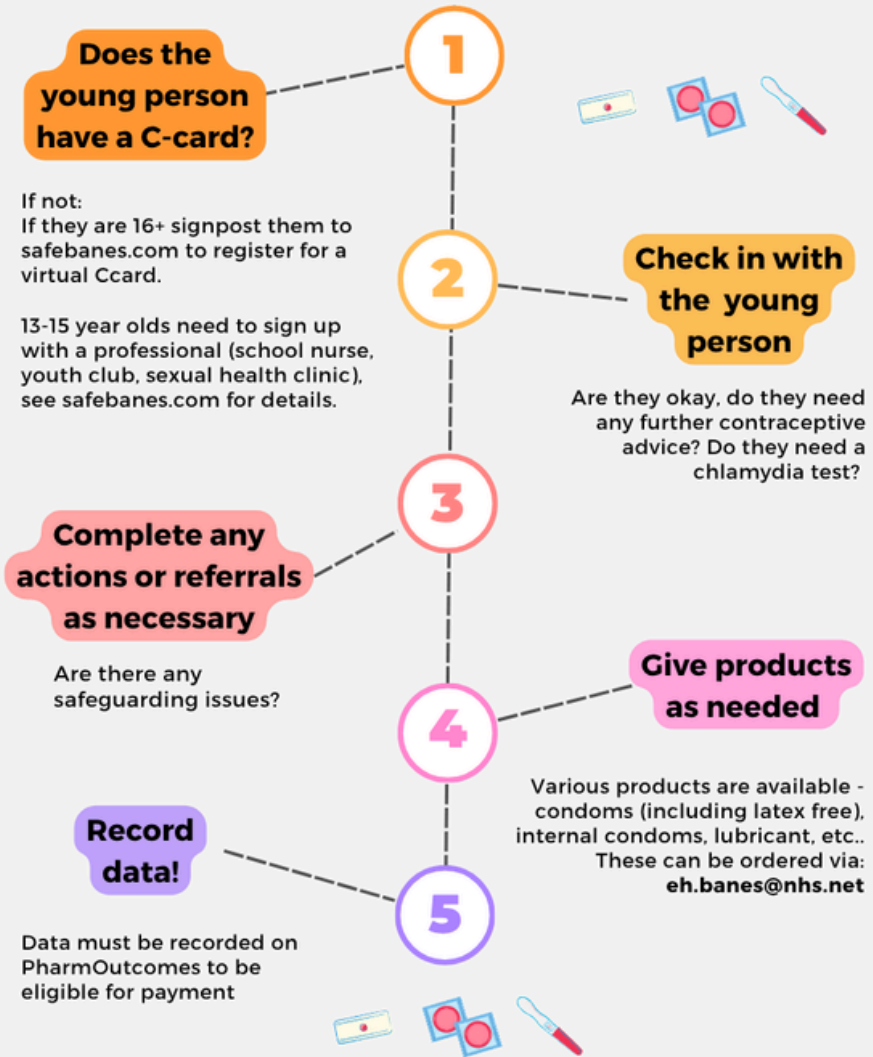 1
Does the
young person
have a C-card?
If not:
If they are 16+ signpost them to
safebanes.com to register for a
virtual Ccard.
13-15 year olds need to sign up
with a professional (school nurse,
youth club, sexual health clinic),
see safebanes.com for details.
2
Check in with
the young
person
Are they okay, do they need
any further contraceptive
advice? Do they need a
chlamydia test?
3
Complete any
actions or referrals
as necessary
Are there any
safeguarding issues?
4
Give products
as needed
Various products are available -
condoms (including latex free),
internal condoms, lubricant, etc..
These can be ordered via:
eh.banes@nhs.net
5
Record
data!
Data must be recorded on
PharmOutcomes to be
eligible for payment